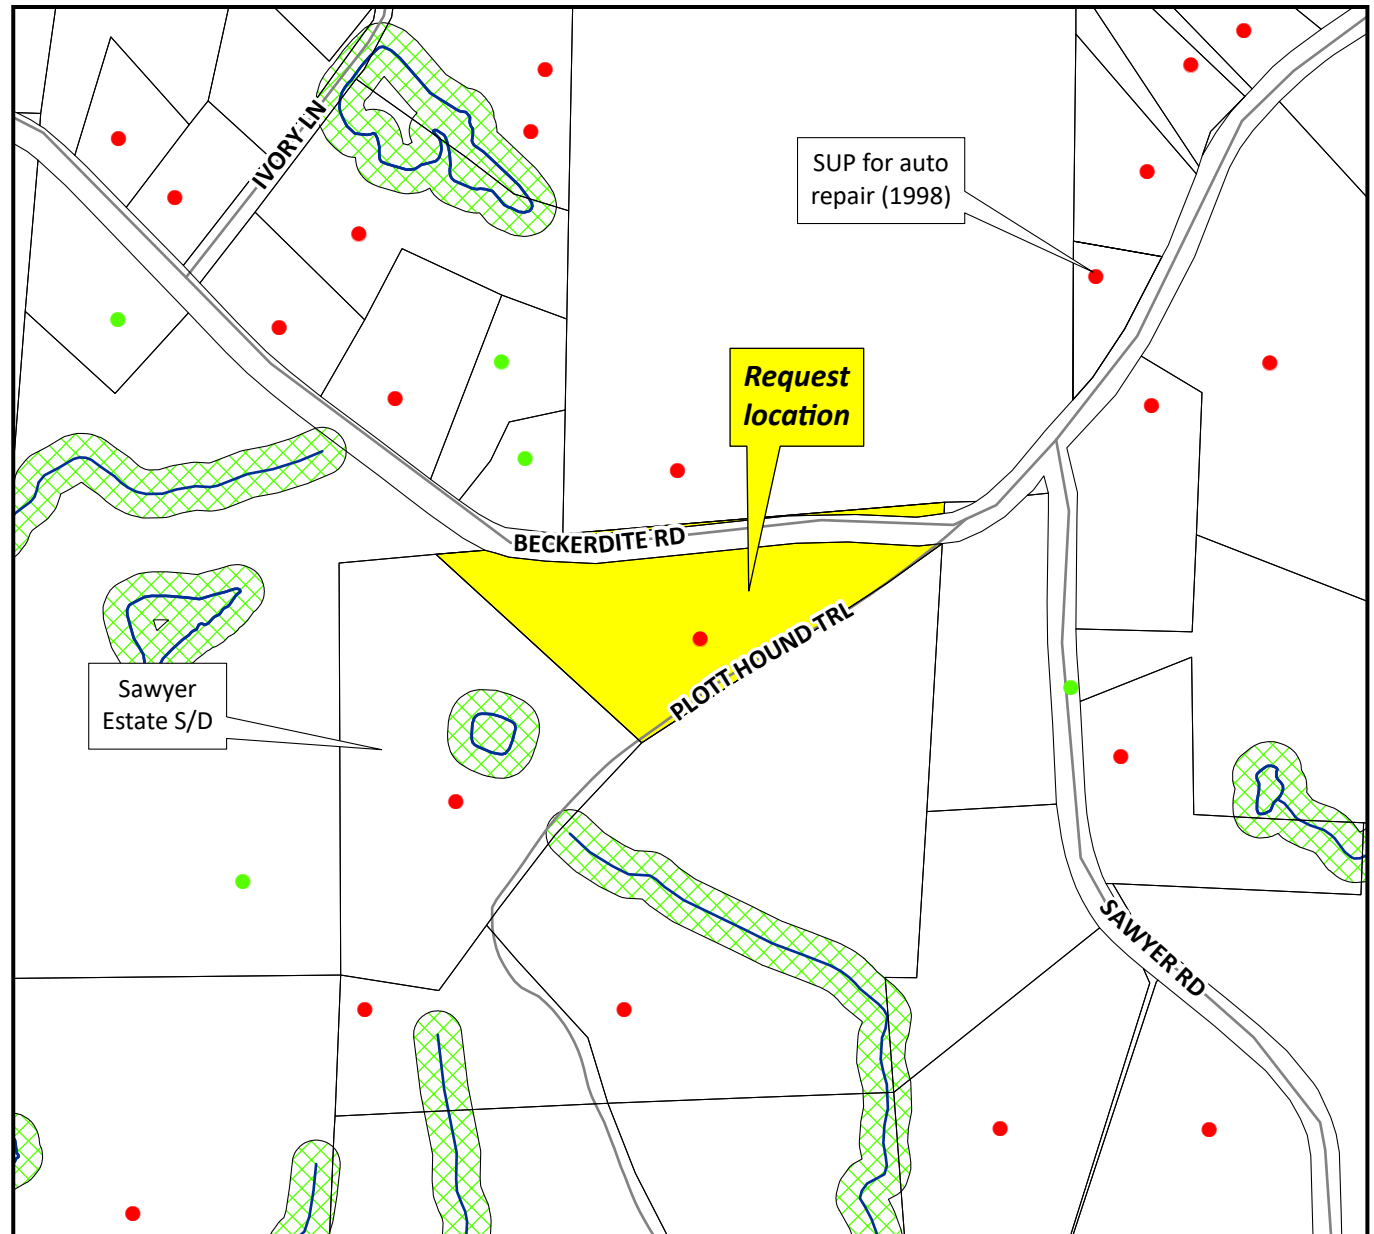 IVORY LN
SUP for auto
repair (1998)
Request
location
BECKERDITE RD
PLOTT HOUND TRL
Sawyer
Estate S/D
SAWYER RD